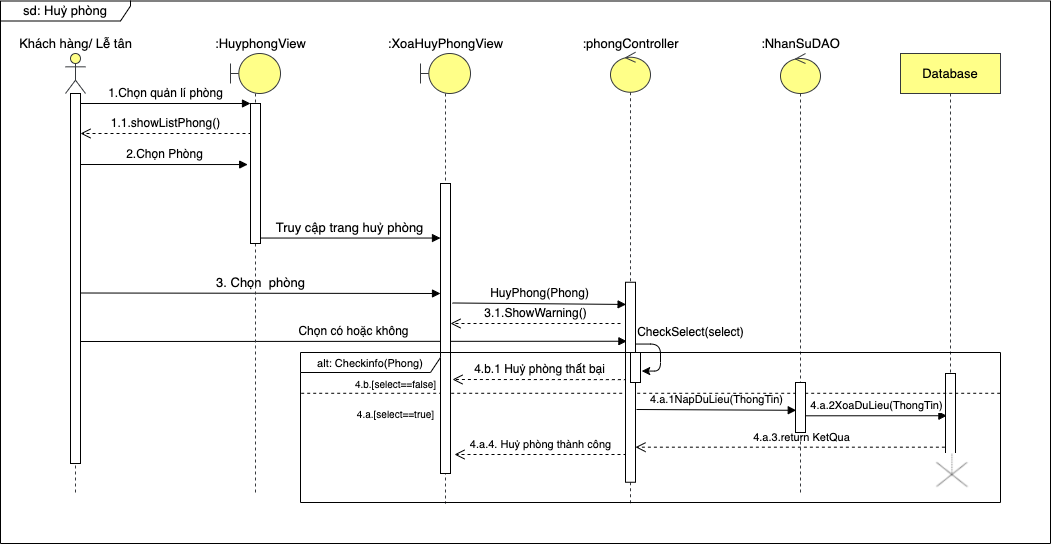 sd: Huỷ phòng
Khách hàng/ Lễ tân
:HuyphongView
:XoaHuyPhongView
:phongController
:NhanSuDAO
Database
1.Chọn quán lí phòng
1.1.showListPhong()
2.Chọn Phòng
Truy cập trang huỷ phòng
3. Chọn phòng
HuyPhong(Phong)
3.1.ShowWarning()
Chọn có hoặc không
CheckSelect(select)
alt: Checkinfo(Phong)
4.b.1 Huỷ phòng thất bại
4.b.[select==false]
4.a.1NapDuLieu(ThongTin)
4.a.2XoaDuLieu(ThongTin)
4.a.[select==true]
4.a.3.return KetQua
4.a.4. Huỷ phòng thành công